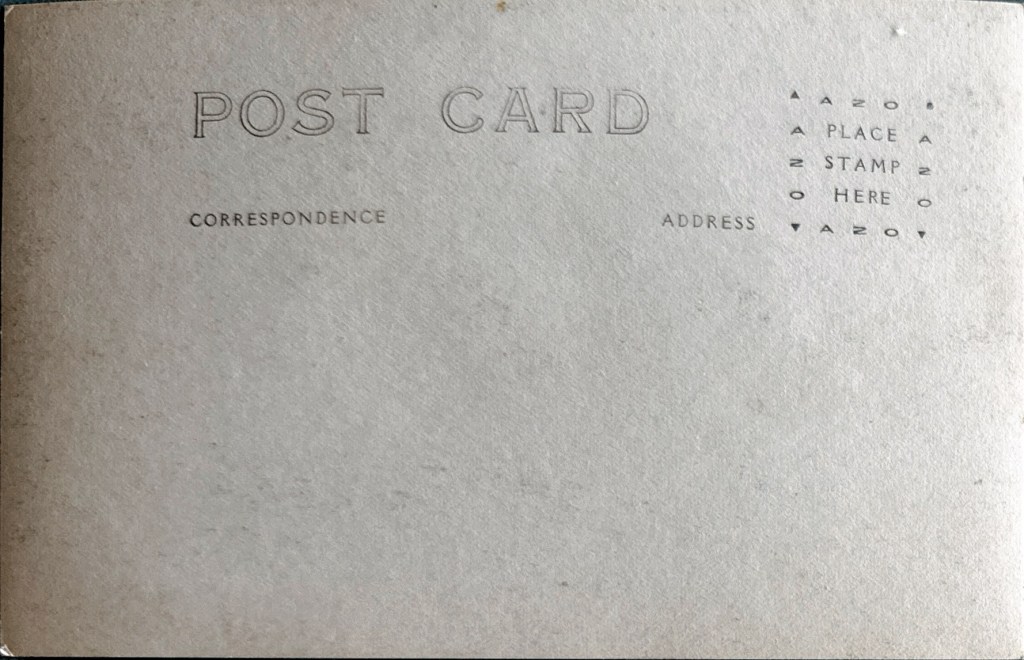 POST CARD
CORRESPONDENCE
ADDRESS
▲ AZO ▲
A PLACE A
Z STAMP Z
O HERE O
▼ AZO ▼